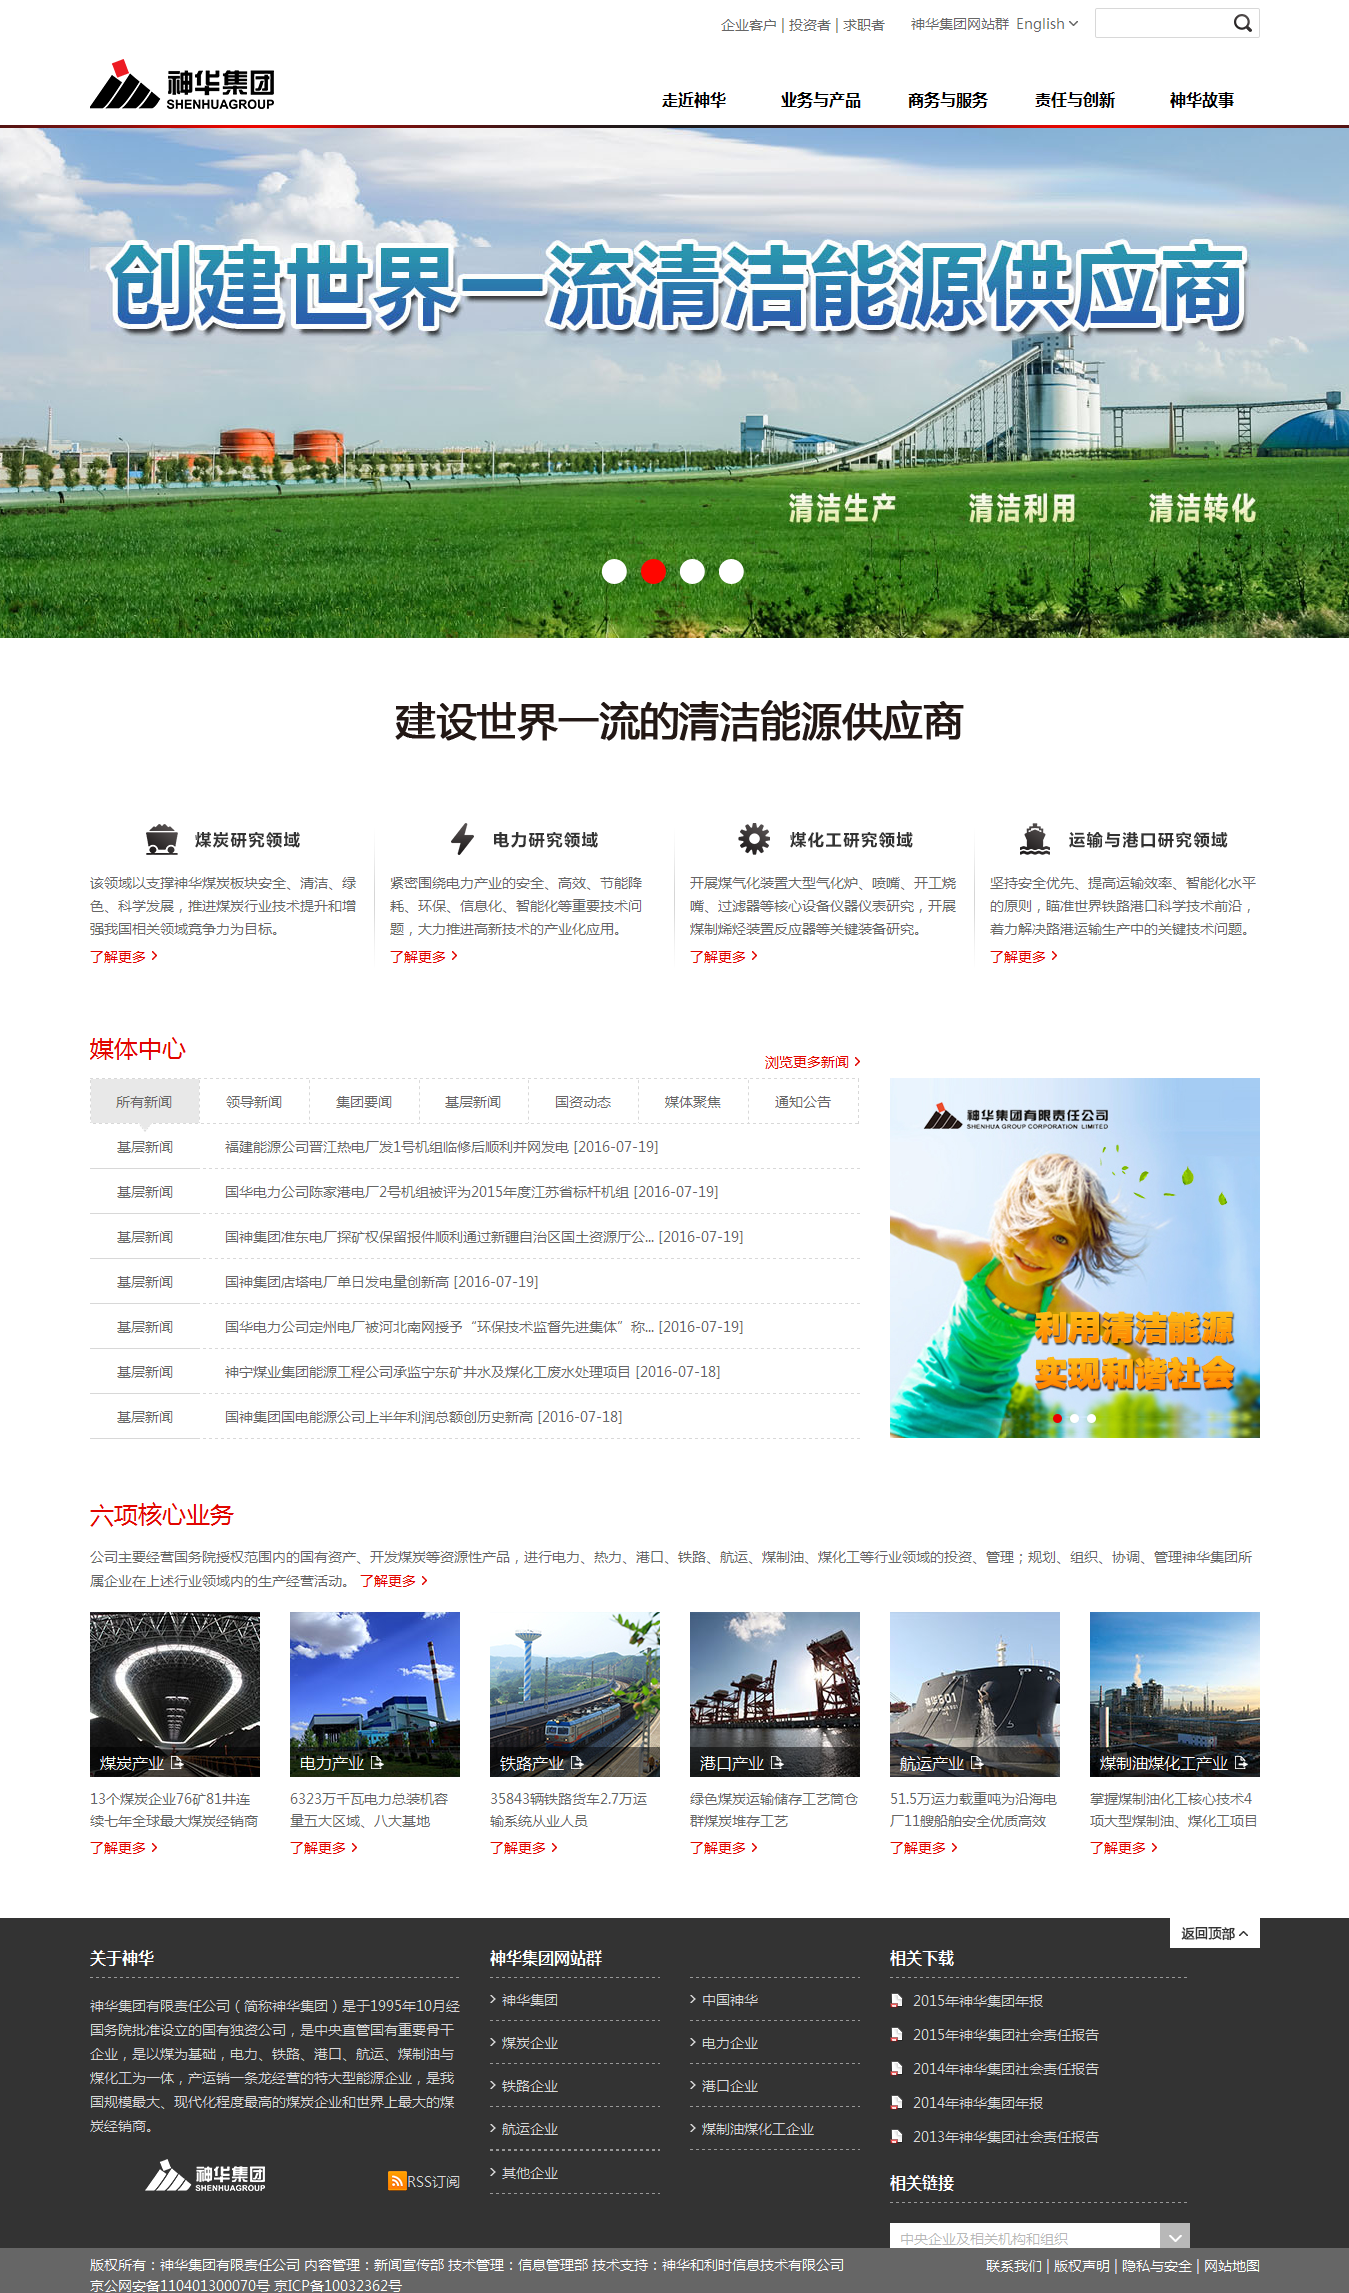 企业客户 | 投资者 | 求职者 神华集团网站群 English
神华集团
SHENHUAGROUP
走近神华 业务与产品 商务与服务 责任与创新 神华故事
创建世界一流清洁能源供应商
清洁生产 清洁利用 清洁转化
建设世界一流的清洁能源供应商
煤炭研究领域
该领域以支撑神华煤炭板块安全、清洁、绿
色、科学发展，推进煤炭行业技术提升和增
强我国相关领域竞争力为目标。
了解更多
电力研究领域
紧密围绕电力产业的安全、高效、节能降
耗、环保、信息化、智能化等重要技术问
题，大力推进高新技术的产业化应用。
了解更多
煤化工研究领域
开展煤气化装置大型气化炉、喷嘴、开工烧
嘴、过滤器等核心设备仪器仪表研究，开展
煤制烯烃装置反应器等关键装备研究。
了解更多
运输与港口研究领域
坚持安全优先、提高运输效率、智能化水平
的原则，瞄准世界铁路港口科学技术前沿，
着力解决路港运输生产中的关键技术问题。
了解更多
媒体中心
浏览更多新闻
所有新闻 领导新闻 集团要闻 基层新闻 国资动态 媒体聚焦 通知公告
基层新闻 福建能源公司晋江热电厂发1号机组临修后顺利并网发电 [2016-07-19]
基层新闻 国华电力公司陈家港电厂2号机组被评为2015年度江苏省标杆机组 [2016-07-19]
基层新闻 国神集团准东电厂探矿权保留报件顺利通过新疆自治区国土资源厅公... [2016-07-19]
基层新闻 国神集团店塔电厂单日发电量创新高 [2016-07-19]
基层新闻 国华电力公司定州电厂被河北南网授予“环保技术监督先进集体”称... [2016-07-19]
基层新闻 神宁煤业集团能源工程公司承监宁东矿井水及煤化工废水处理项目 [2016-07-18]
基层新闻 国神集团国电能源公司上半年利润总额创历史新高 [2016-07-18]
神华集团有限责任公司
SHENHUA GROUP CORPORATION LIMITED
利用清洁能源
实现和谐社会
六项核心业务
公司主要经营国务院授权范围内的国有资产、开发煤炭等资源性产品，进行电力、热力、港口、铁路、航运、煤制油、煤化工等行业领域的投资、管理；规划、组织、协调、管理神华集团所
属企业在上述行业领域内的生产经营活动。 了解更多
煤炭产业
13个煤炭企业76矿81井连
续七年全球最大煤炭经销商
了解更多
电力产业
6323万千瓦电力总装机容
量五大区域、八大基地
了解更多
铁路产业
35843辆铁路货车2.7万运
输系统从业人员
了解更多
港口产业
绿色煤炭运输储存工艺筒仓
群煤炭堆存工艺
了解更多
神华501
航运产业
51.5万运力载重吨为沿海电
厂11艘船舶安全优质高效
了解更多
煤制油煤化工产业
掌握煤制油化工核心技术4
项大型煤制油、煤化工项目
了解更多
返回顶部
关于神华
神华集团有限责任公司（简称神华集团）是于1995年10月经
国务院批准设立的国有独资公司，是中央直管国有重要骨干
企业，是以煤为基础，电力、铁路、港口、航运、煤制油与
煤化工为一体，产运销一条龙经营的特大型能源企业，是我
国规模最大、现代化程度最高的煤炭企业和世界上最大的煤
炭经销商。
神华集团
SHENHUAGROUP
RSS订阅
神华集团网站群
神华集团 中国神华
煤炭企业 电力企业
铁路企业 港口企业
航运企业 煤制油煤化工企业
其他企业
相关下载
2015年神华集团年报
2015年神华集团社会责任报告
2014年神华集团社会责任报告
2014年神华集团年报
2013年神华集团社会责任报告
相关链接
中央企业及相关机构和组织
版权所有：神华集团有限责任公司 内容管理：新闻宣传部 技术管理：信息管理部 技术支持：神华和利时信息技术有限公司
京公网安备110401300070号 京ICP备10032362号
联系我们 | 版权声明 | 隐私与安全 | 网站地图